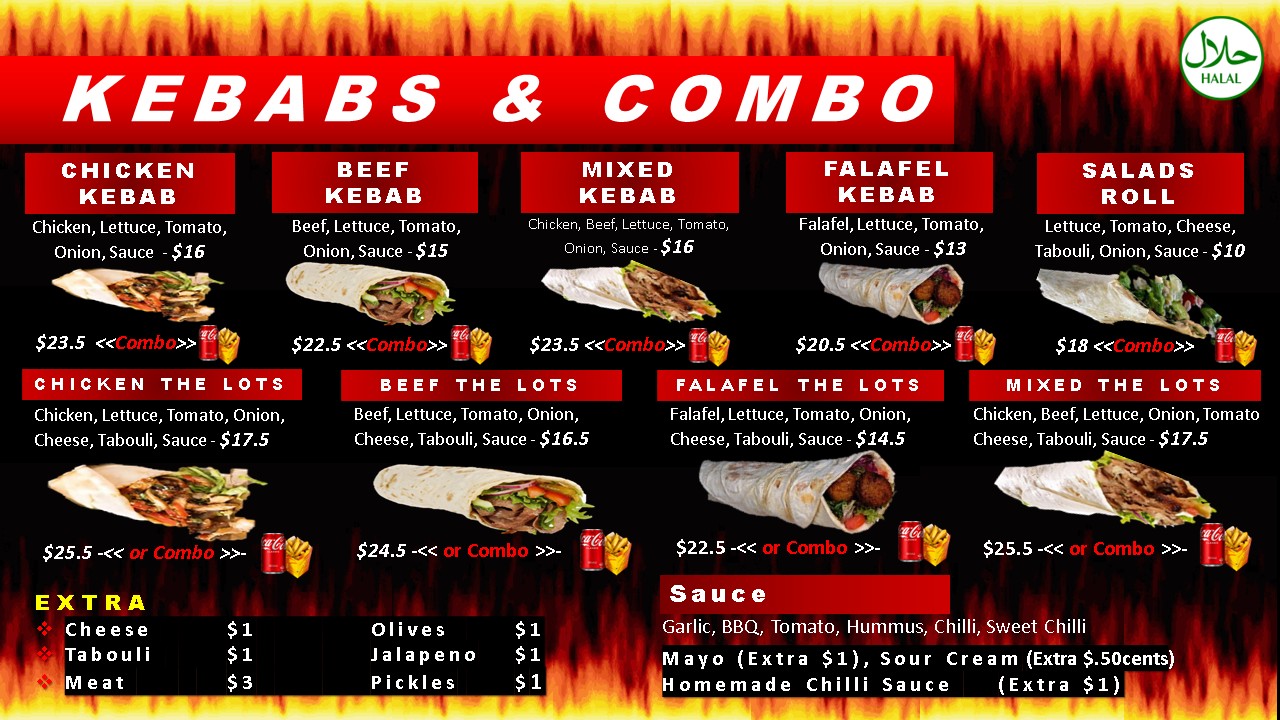 حلال
HALAL
KEBABS & COMBO
CHICKEN
KEBAB
Chicken, Lettuce, Tomato,
Onion, Sauce - $16
$23.5 <<Combo>>
BEEF
KEBAB
Beef, Lettuce, Tomato,
Onion, Sauce - $15
$22.5 <<Combo>>
MIXED
KEBAB
Chicken, Beef, Lettuce, Tomato,
Onion, Sauce - $16
$23.5 <<Combo>>
FALAFEL
KEBAB
Falafel, Lettuce, Tomato,
Onion, Sauce - $13
$20.5 <<Combo>>
SALADS
ROLL
Lettuce, Tomato, Cheese,
Tabouli, Onion, Sauce - $10
$18 <<Combo>>
CHICKEN THE LOTS
Chicken, Lettuce, Tomato, Onion,
Cheese, Tabouli, Sauce - $17.5
$25.5 -<< or Combo >>-
BEEF THE LOTS
Beef, Lettuce, Tomato, Onion,
Cheese, Tabouli, Sauce - $16.5
$24.5 -<< or Combo >>-
FALAFEL THE LOTS
Falafel, Lettuce, Tomato, Onion,
Cheese, Tabouli, Sauce - $14.5
$22.5 -<< or Combo >>-
MIXED THE LOTS
Chicken, Beef, Lettuce, Onion, Tomato
Cheese, Tabouli, Sauce - $17.5
$25.5 -<< or Combo >>-
EXTRA
Cheese $1 Olives $1
Tabouli $1 Jalapeno $1
Meat $3 Pickles $1
Sauce
Garlic, BBQ, Tomato, Hummus, Chilli, Sweet Chilli
Mayo (Extra $1), Sour Cream (Extra $.50cents)
Homemade Chilli Sauce (Extra $1)